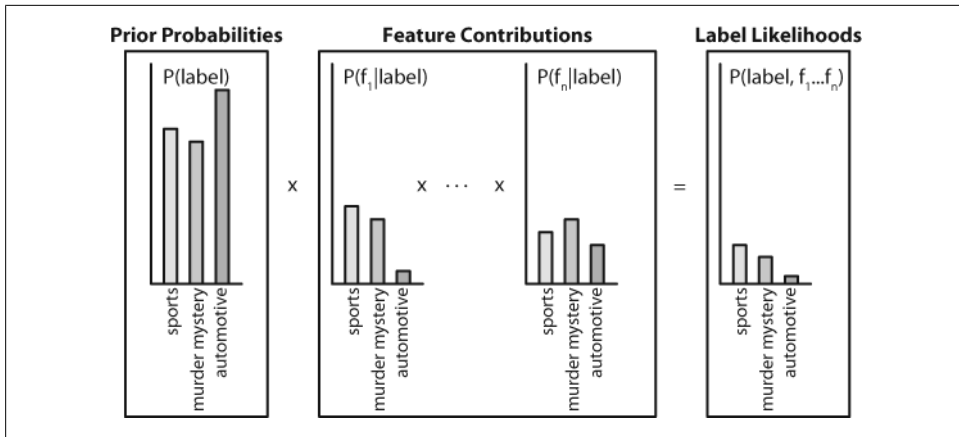 Prior Probabilities
Feature Contributions
Label Likelihoods
P(label)
P(f₁|label)
P(fₙ|label)
P(label, f₁...fₙ)
x
x ... x
=
sports
murder mystery
automotive
sports
murder mystery
automotive
sports
murder mystery
automotive
sports
murder mystery
automotive